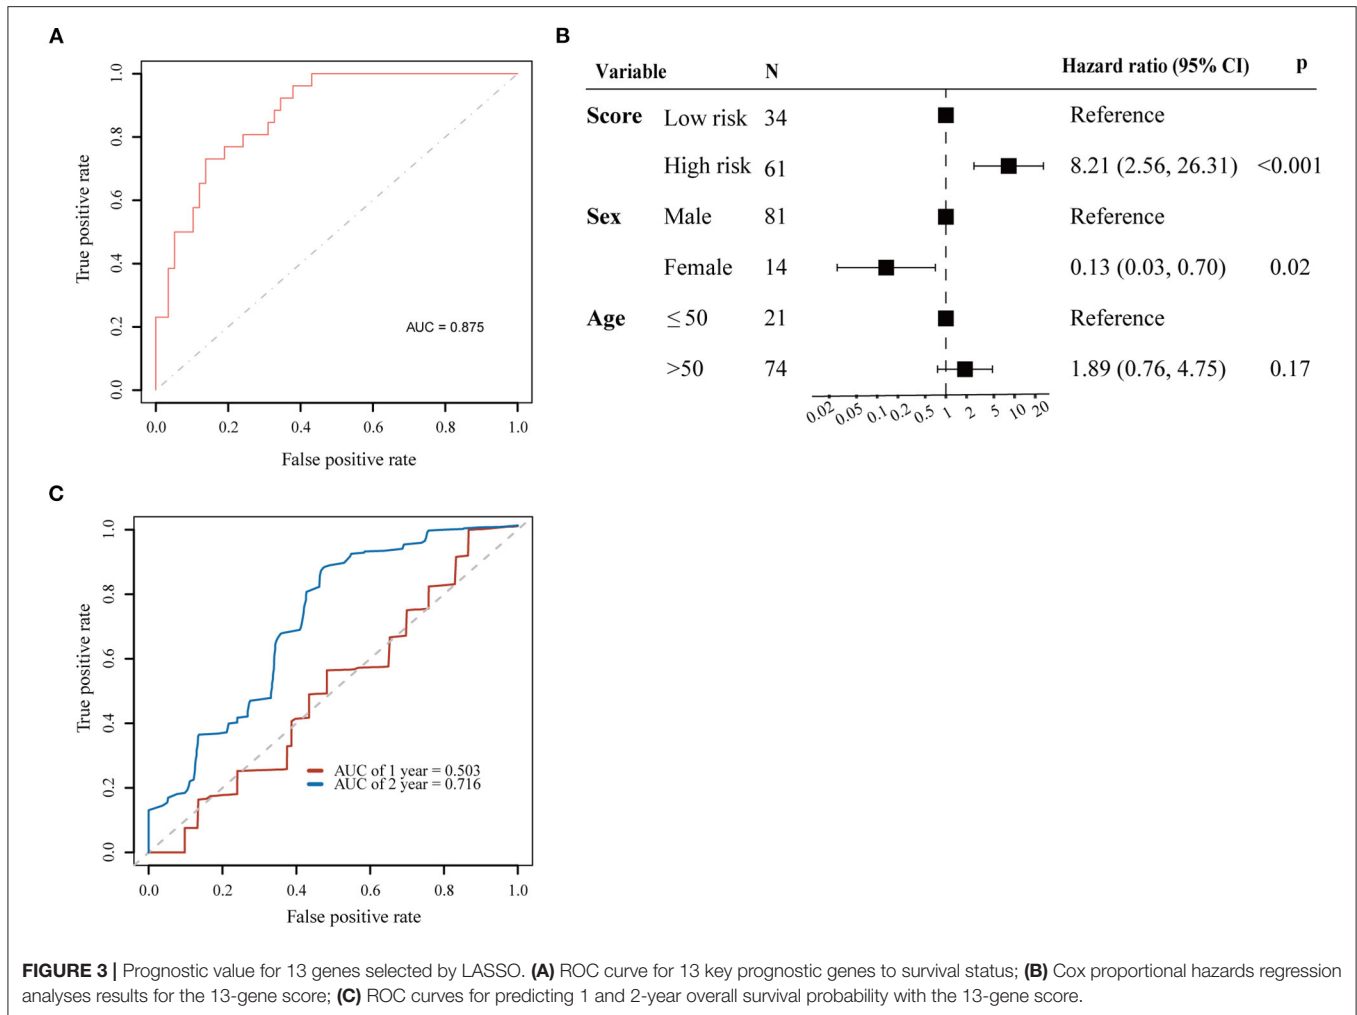 A
1.0
0.8
0.6
0.4
0.2
0.0
True positive rate
AUC = 0.875
0.0 0.2 0.4 0.6 0.8 1.0
False positive rate
B
Variable N Hazard ratio (95% CI) p
Score Low risk 34 Reference
High risk 61 8.21 (2.56, 26.31) <0.001
Sex Male 81 Reference
Female 14 0.13 (0.03, 0.70) 0.02
Age ≤50 21 Reference
>50 74 1.89 (0.76, 4.75) 0.17
0.02 0.05 0.1 0.2 0.5 1 2 5 10 20
C
1.0
0.8
0.6
0.4
0.2
0.0
True positive rate
AUC of 1 year = 0.503
AUC of 2 year = 0.716
0.0 0.2 0.4 0.6 0.8 1.0
False positive rate
FIGURE 3 | Prognostic value for 13 genes selected by LASSO. (A) ROC curve for 13 key prognostic genes to survival status; (B) Cox proportional hazards regression
analyses results for the 13-gene score; (C) ROC curves for predicting 1 and 2-year overall survival probability with the 13-gene score.